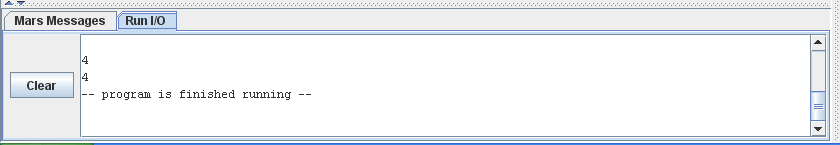 Mars Messages Run I/O
4
4
Clear
-- program is finished running --